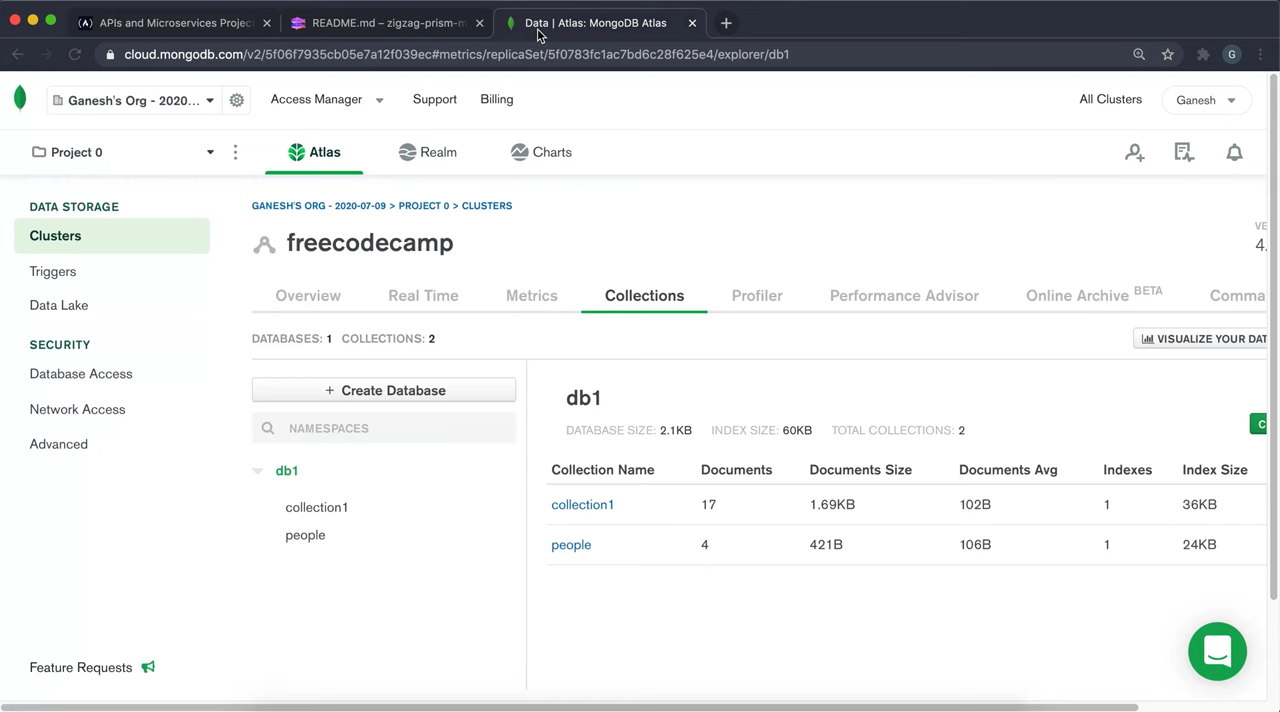 APIs and Microservices Projec
README.md – zigzag-prism-m
Data | Atlas: MongoDB Atlas
cloud.mongodb.com/v2/5f06f7935cb05e7a12f039ec#metrics/replicaSet/5f0783fc1ac7bd6c28f625e4/explorer/db1
G
Ganesh's Org - 2020...
Access Manager
Support
Billing
All Clusters
Ganesh
Project 0
Atlas
Realm
Charts
DATA STORAGE
Clusters
Triggers
Data Lake
SECURITY
Database Access
Network Access
Advanced
Feature Requests
GANESH'S ORG - 2020-07-09 > PROJECT 0 > CLUSTERS
freecodecamp
VE
4.
Overview
Real Time
Metrics
Collections
Profiler
Performance Advisor
Online Archive BETA
Comma
DATABASES: 1 COLLECTIONS: 2
VISUALIZE YOUR DAT
+ Create Database
NAMESPACES
db1
collection1
people
db1
DATABASE SIZE: 2.1KB INDEX SIZE: 60KB TOTAL COLLECTIONS: 2
C
Collection Name Documents Documents Size Documents Avg Indexes Index Size
collection1 17 1.69KB 102B 1 36KB
people 4 421B 106B 1 24KB